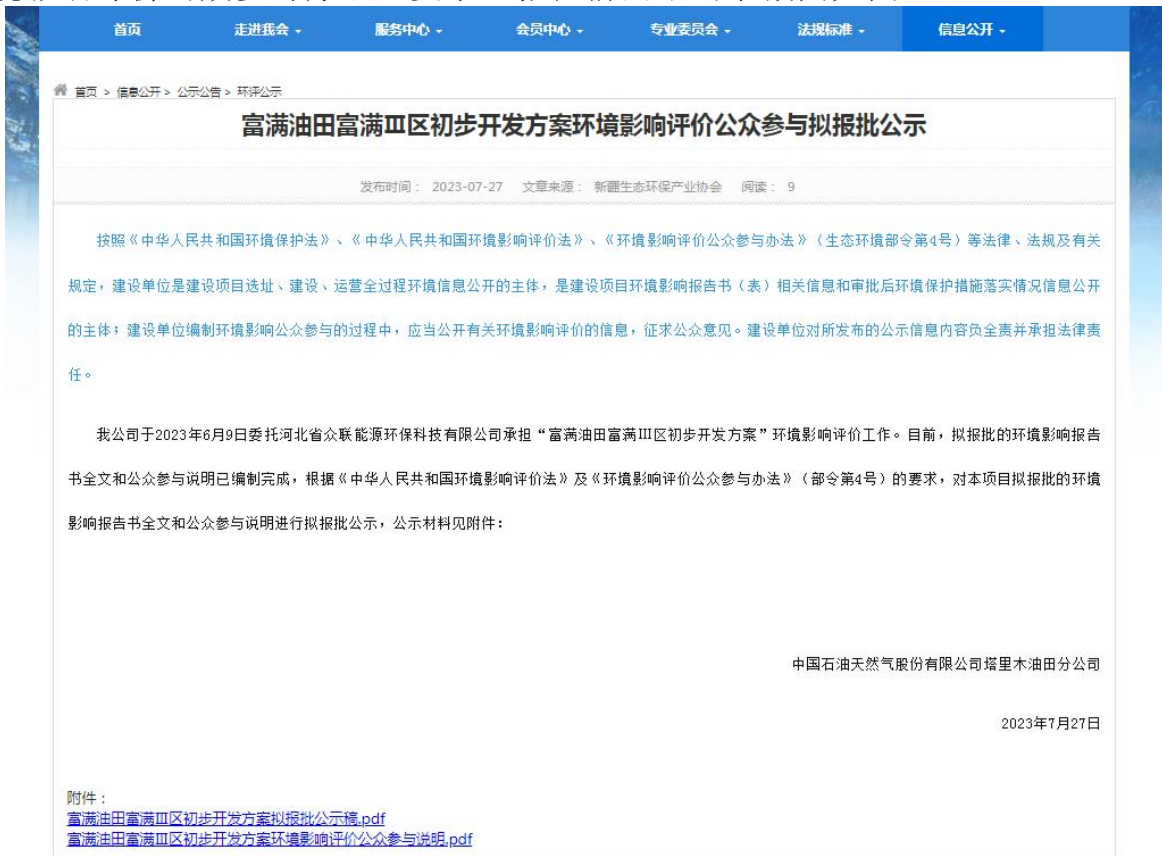 首页 走进我会 服务中心 会员中心 专业委员会 法规标准 信息公开
首页 > 信息公开 > 公示公告 > 环评公示
富满油田富满Ⅲ区初步开发方案环境影响评价公众参与拟报批公示
发布时间： 2023-07-27 文章来源： 新疆生态环保产业协会 阅读： 9
按照《中华人民共和国环境保护法》、《中华人民共和国环境影响评价法》、《环境影响评价公众参与办法》（生态环境部令第4号）等法律、法规及有关
规定，建设单位是建设项目选址、建设、运营全过程环境信息公开的主体，是建设项目环境影响报告书（表）相关信息和审批后环境保护措施落实情况信息公开
的主体；建设单位编制环境影响公众参与的过程中，应当公开有关环境影响评价的信息，征求公众意见。建设单位对所发布的公示信息内容负全责并承担法律责
任。
我公司于2023年6月9日委托河北省众联能源环保科技有限公司承担“富满油田富满III区初步开发方案”环境影响评价工作。目前，拟报批的环境影响报告
书全文和公众参与说明已编制完成，根据《中华人民共和国环境影响评价法》及《环境影响评价公众参与办法》（部令第4号）的要求，对本项目拟报批的环境
影响报告书全文和公众参与说明进行拟报批公示，公示材料见附件：
中国石油天然气股份有限公司塔里木油田分公司
2023年7月27日
附件：
富满油田富满Ⅲ区初步开发方案拟报批公示稿.pdf
富满油田富满Ⅲ区初步开发方案环境影响评价公众参与说明.pdf